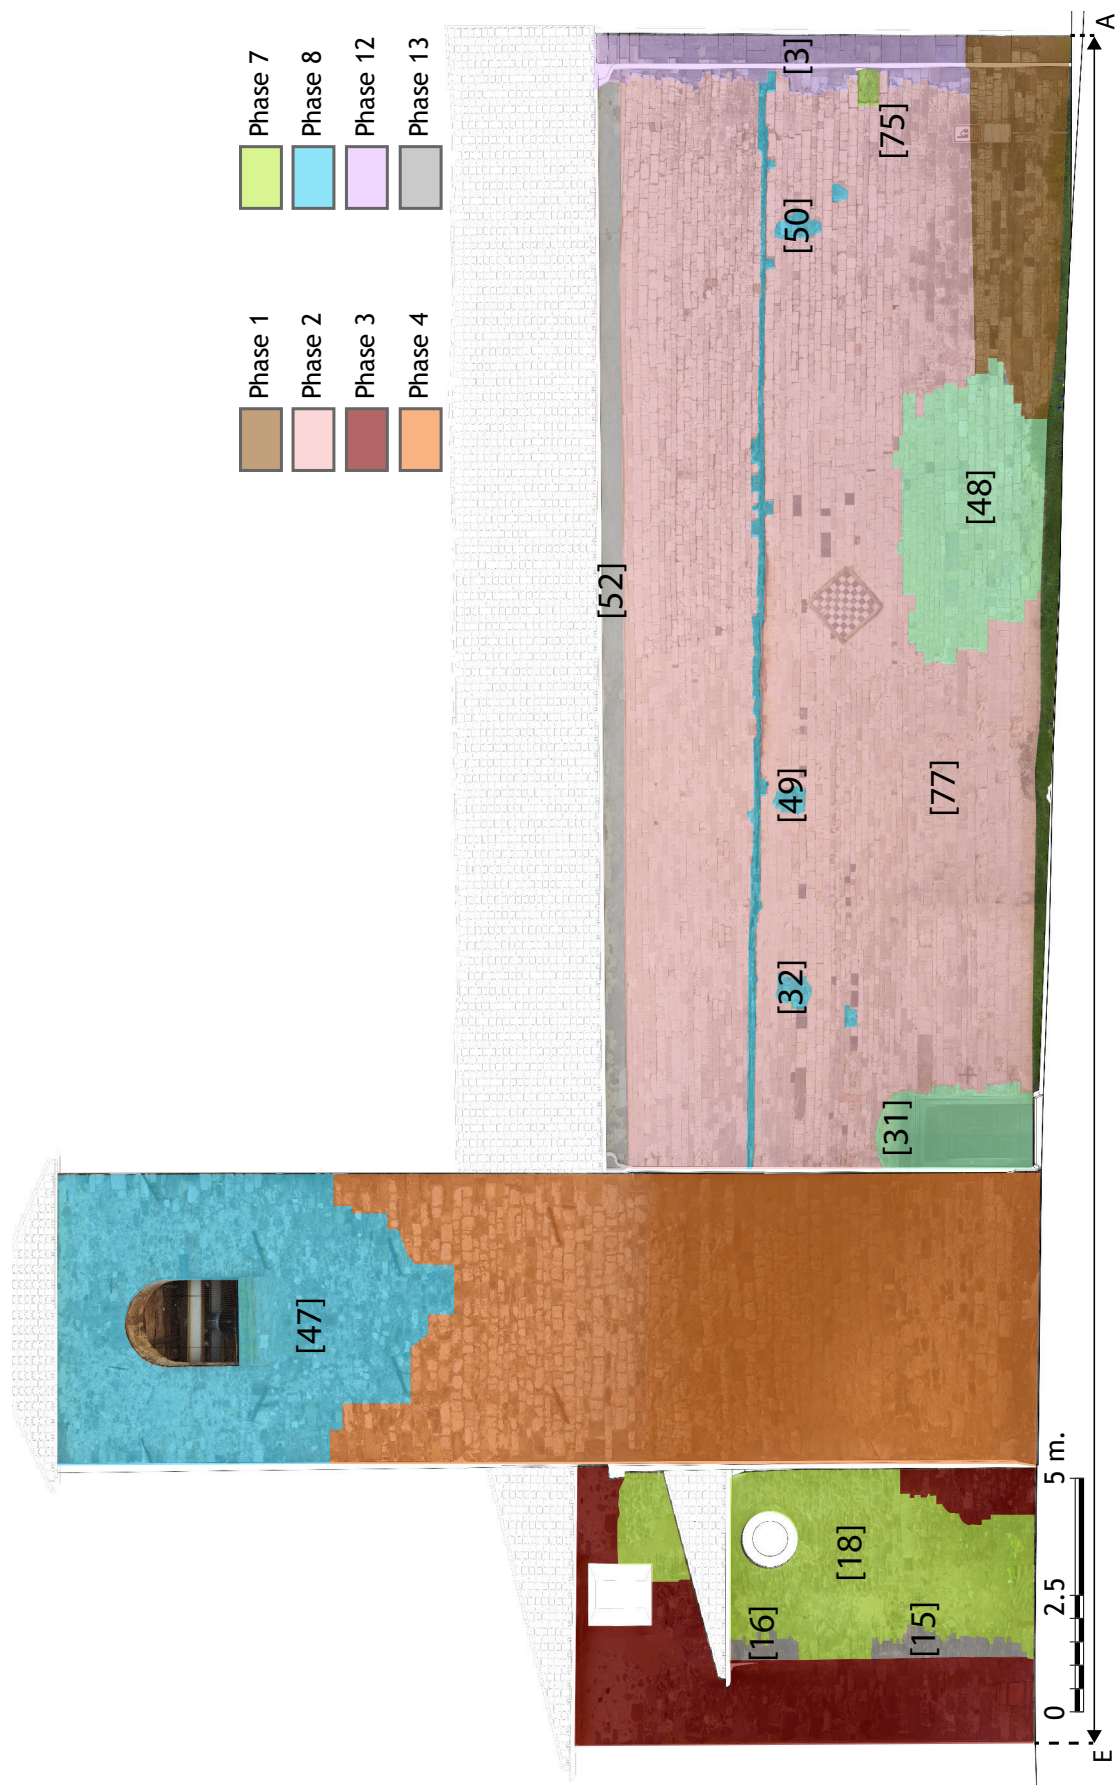 Phase 1
Phase 2
Phase 3
Phase 4
Phase 7
Phase 8
Phase 12
Phase 13
[47]
[52]
[16]
[18]
[15]
[32]
[49]
[50]
[3]
[31]
[77]
[48]
[75]
0 2.5 5 m.
E A